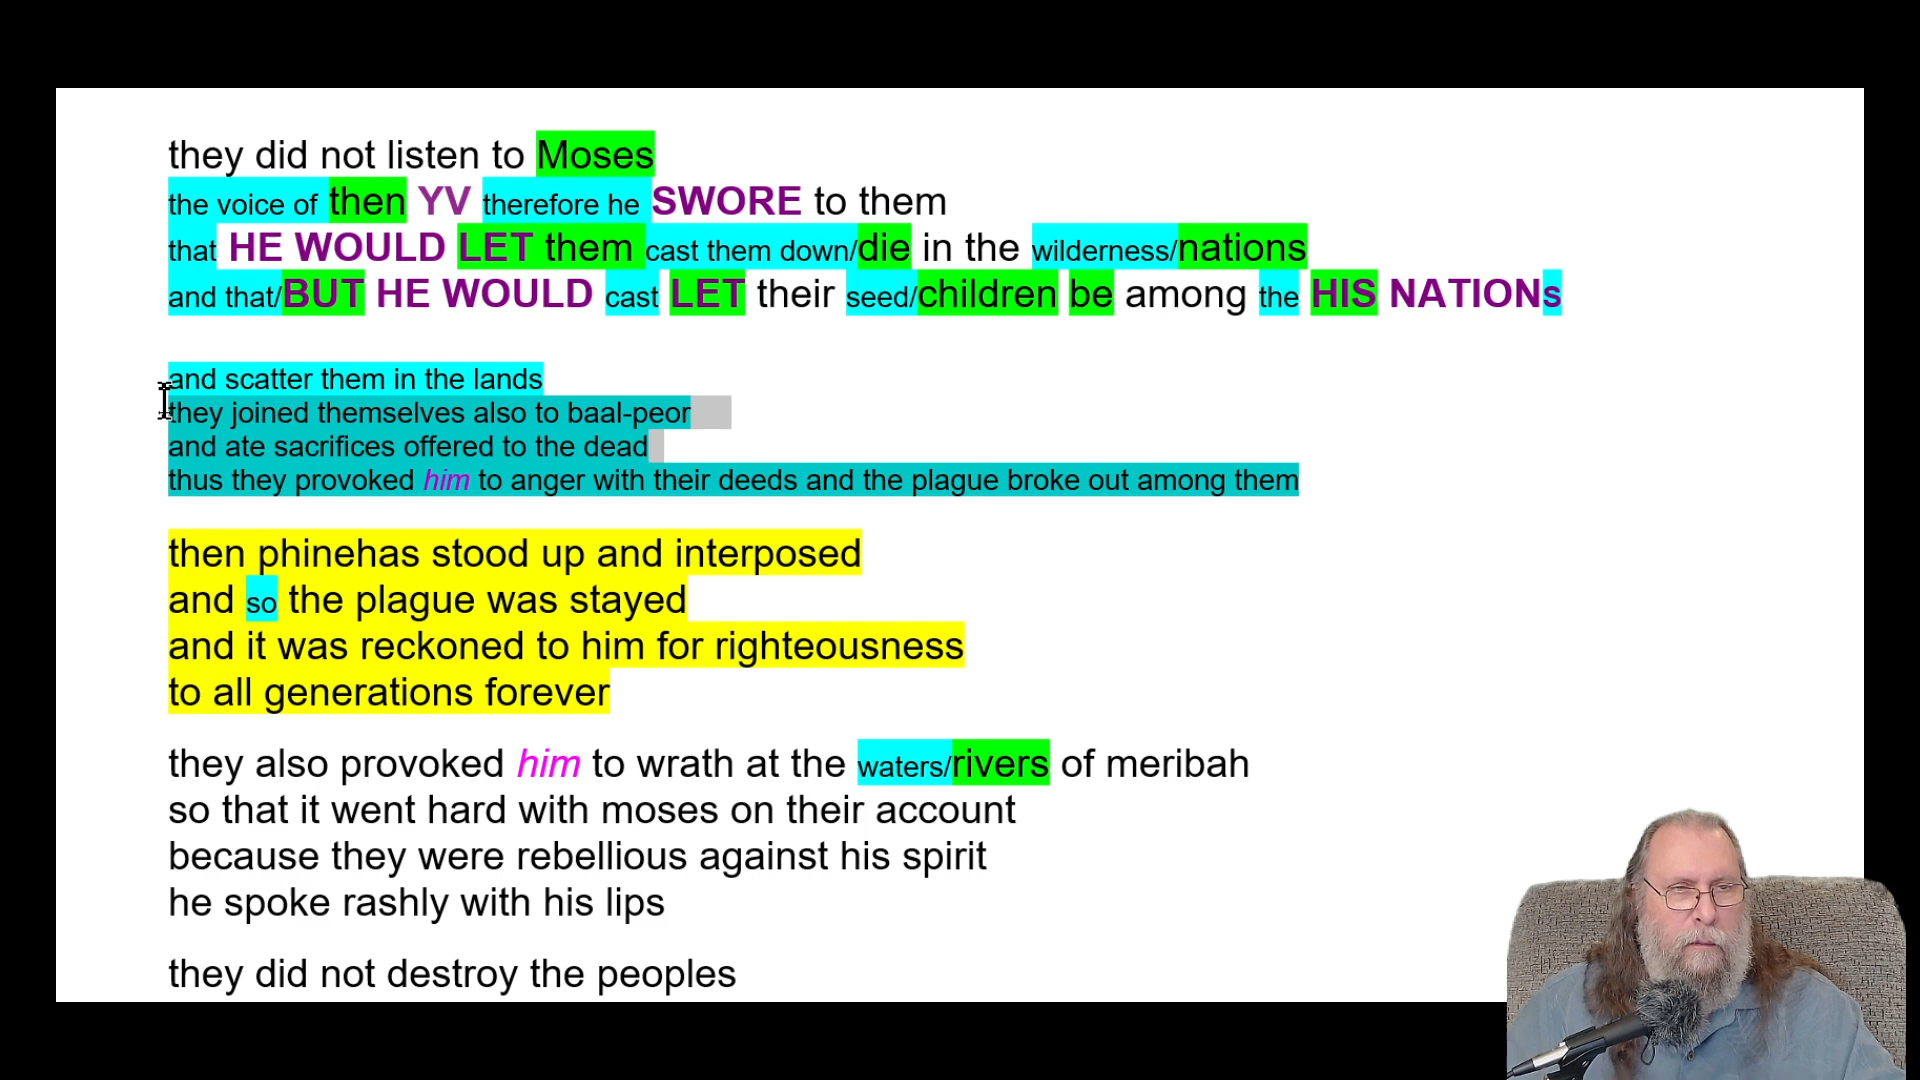 they did not listen to Moses
the voice of then YV therefore he SWORE to them
that HE WOULD LET them cast them down/die in the wilderness/nations
and that/BUT HE WOULD cast LET their seed/children be among the HIS NATIONs
and scatter them in the lands
they joined themselves also to baal-peor
and ate sacrifices offered to the dead
thus they provoked him to anger with their deeds and the plague broke out among them
then phinehas stood up and interposed
and so the plague was stayed
and it was reckoned to him for righteousness
to all generations forever
they also provoked him to wrath at the waters/rivers of meribah
so that it went hard with moses on their account
because they were rebellious against his spirit
he spoke rashly with his lips
they did not destroy the peoples